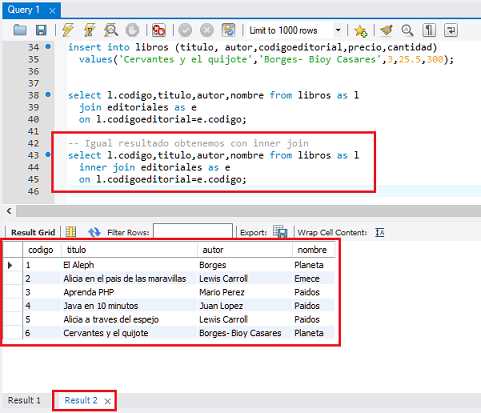 Query 1
Limit to 1000 rows
34 insert into libros (titulo, autor,codigoeditorial,precio,cantidad)
35 values('Cervantes y el quijote','Borges- Bioy Casares',3,25.5,300);
36
37
38 select l.codigo,titulo,autor,nombre from libros as l
39 join editoriales as e
40 on l.codigoeditorial=e.codigo;
41
42 -- Igual resultado obtenemos con inner join
43 select l.codigo,titulo,autor,nombre from libros as l
44 inner join editoriales as e
45 on l.codigoeditorial=e.codigo;
46
Result Grid Filter Rows: Export: Wrap Cell Content:
codigo titulo autor nombre
1 El Aleph Borges Planeta
2 Alicia en el pais de las maravillas Lewis Carroll Emece
3 Aprenda PHP Mario Perez Paidos
4 Java en 10 minutos Juan Lopez Paidos
5 Alicia a traves del espejo Lewis Carroll Paidos
6 Cervantes y el quijote Borges- Bioy Casares Planeta
Result 1 Result 2